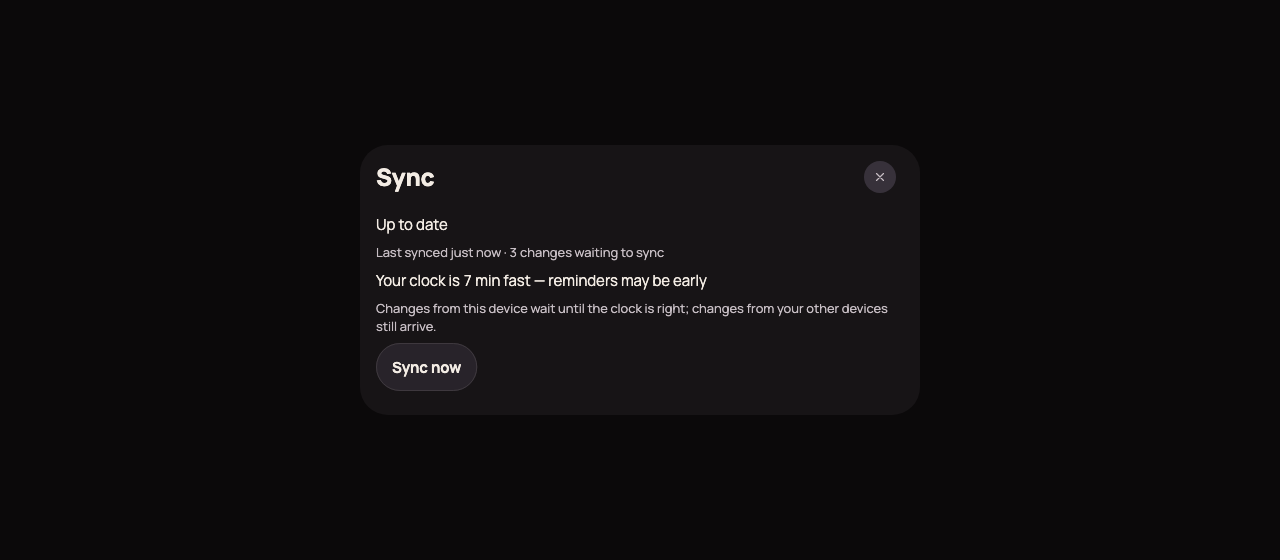 Sync
Up to date
Last synced just now · 3 changes waiting to sync
Your clock is 7 min fast — reminders may be early
Changes from this device wait until the clock is right; changes from your other devices
still arrive.
Sync now